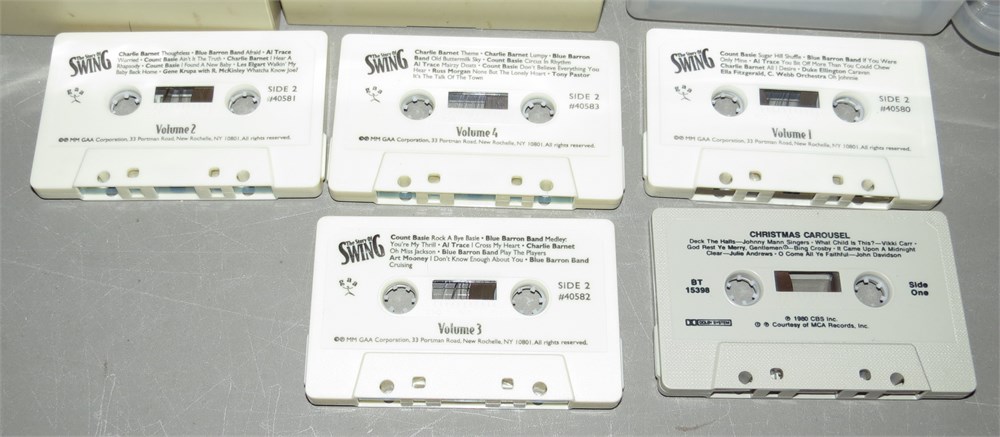 The Story Of
SWING
Charlie Barnet Thoughtless • Blue Barron Band Afraid • Al Trace
Worried • Count Basie Ain't It The Truth • Charlie Barnet I Hear A
Rhapsody • Count Basie I Found A New Baby • Les Elgart Walkin' My
Baby Back Home • Gene Krupa with R. McKinley Whatcha Know Joe?
gaa
SIDE 2
#40581
Volume 2
©℗ MM GAA Corporation, 33 Portman Road, New Rochelle, NY 10801. All rights reserved.
The Story Of
SWING
Charlie Barnet Theme • Charlie Barnet Lumpy • Blue Barron
Band Old Buttermilk Sky • Count Basie Circus In Rhythm
Al Trace Mairzy Doats • Count Basie Don't Believe Everything You
Hear • Russ Morgan None But The Lonely Heart • Tony Pastor
It's The Talk Of The Town
gaa
SIDE 2
#40583
Volume 4
©℗ MM GAA Corporation, 33 Portman Road, New Rochelle, NY 10801. All rights reserved.
The Story Of
SWING
Count Basie Sugar Hill Shuffle • Blue Barron Band If You Were
Only Mine • Al Trace You Be Off More Than You Could Chew
Charlie Barnet All I Desire • Duke Ellington Caravan
Ella Fitzgerald, C. Webb Orchestra Oh Johnnie
gaa
SIDE 2
#40580
Volume 1
©℗ MM GAA Corporation, 33 Portman Road, New Rochelle, NY 10801. All rights reserved.
The Story Of
SWING
Count Basie Rock A Bye Basie • Blue Barron Band Medley:
You're My Thrill • Al Trace I Cross My Heart • Charlie Barnet
Oh Miss Jackson • Blue Barron Band Play The Players
Art Mooney I Don't Know Enough About You • Blue Barron Band
Cruising
gaa
SIDE 2
#40582
Volume 3
©℗ MM GAA Corporation, 33 Portman Road, New Rochelle, NY 10801. All rights reserved.
CHRISTMAS CAROUSEL
Deck The Halls—Johnny Mann Singers - What Child Is This?—Vikki Carr -
God Rest Ye Merry, Gentlemen—Bing Crosby - It Came Upon A Midnight
Clear—Julie Andrews - O Come All Ye Faithful—John Davidson
BT
15398
Side
One
DOLBY SYSTEM
℗ 1980 CBS Inc.
Courtesy of MCA Records, Inc.